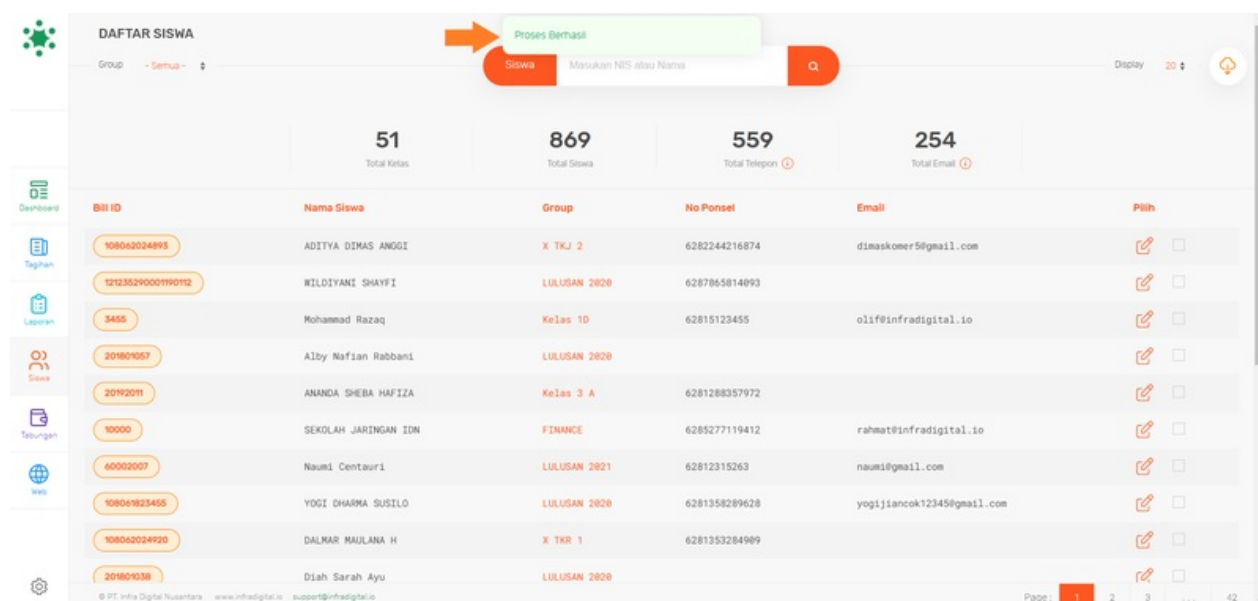 DAFTAR SISWA
Proses Berhasil
Group - Semua -
Siswa Masukan NIS atau Nama
Display 20
51 869 559 254
Total Kelas Total Siswa Total Telepon Total Email
Dashboard
Tagihan
Laporan
Siswa
Tabungan
Web
Bill ID Nama Siswa Group No Ponsel Email Pilih
108062024893 ADITYA DIMAS ANGGI X TKJ 2 6282244216874 dimaskomer5@gmail.com
121235290001190112 WILDIYANI SHAYFI LULUSAN 2020 6287865814093
3455 Mohammad Razaq Kelas 1D 62815123455 olif@infradigital.io
201801057 Alby Nafian Rabbani LULUSAN 2020
20192011 ANANDA SHEBA HAFIZA Kelas 3 A 6281288357972
10000 SEKOLAH JARINGAN IDN FINANCE 6285277119412 rahmat@infradigital.io
60002007 Naumi Centauri LULUSAN 2021 62812315263 naumi@gmail.com
108061823455 YOGI DHARMA SUSILO LULUSAN 2020 6281358289628 yogijiancok12345@gmail.com
108062024920 DALMAR MAULANA H X TKR 1 6281353284909
201801038 Diah Sarah Ayu LULUSAN 2020
© PT. Infra Digital Nusantara www.infradigital.io support@infradigital.io
Page : 1 2 3 ... 42